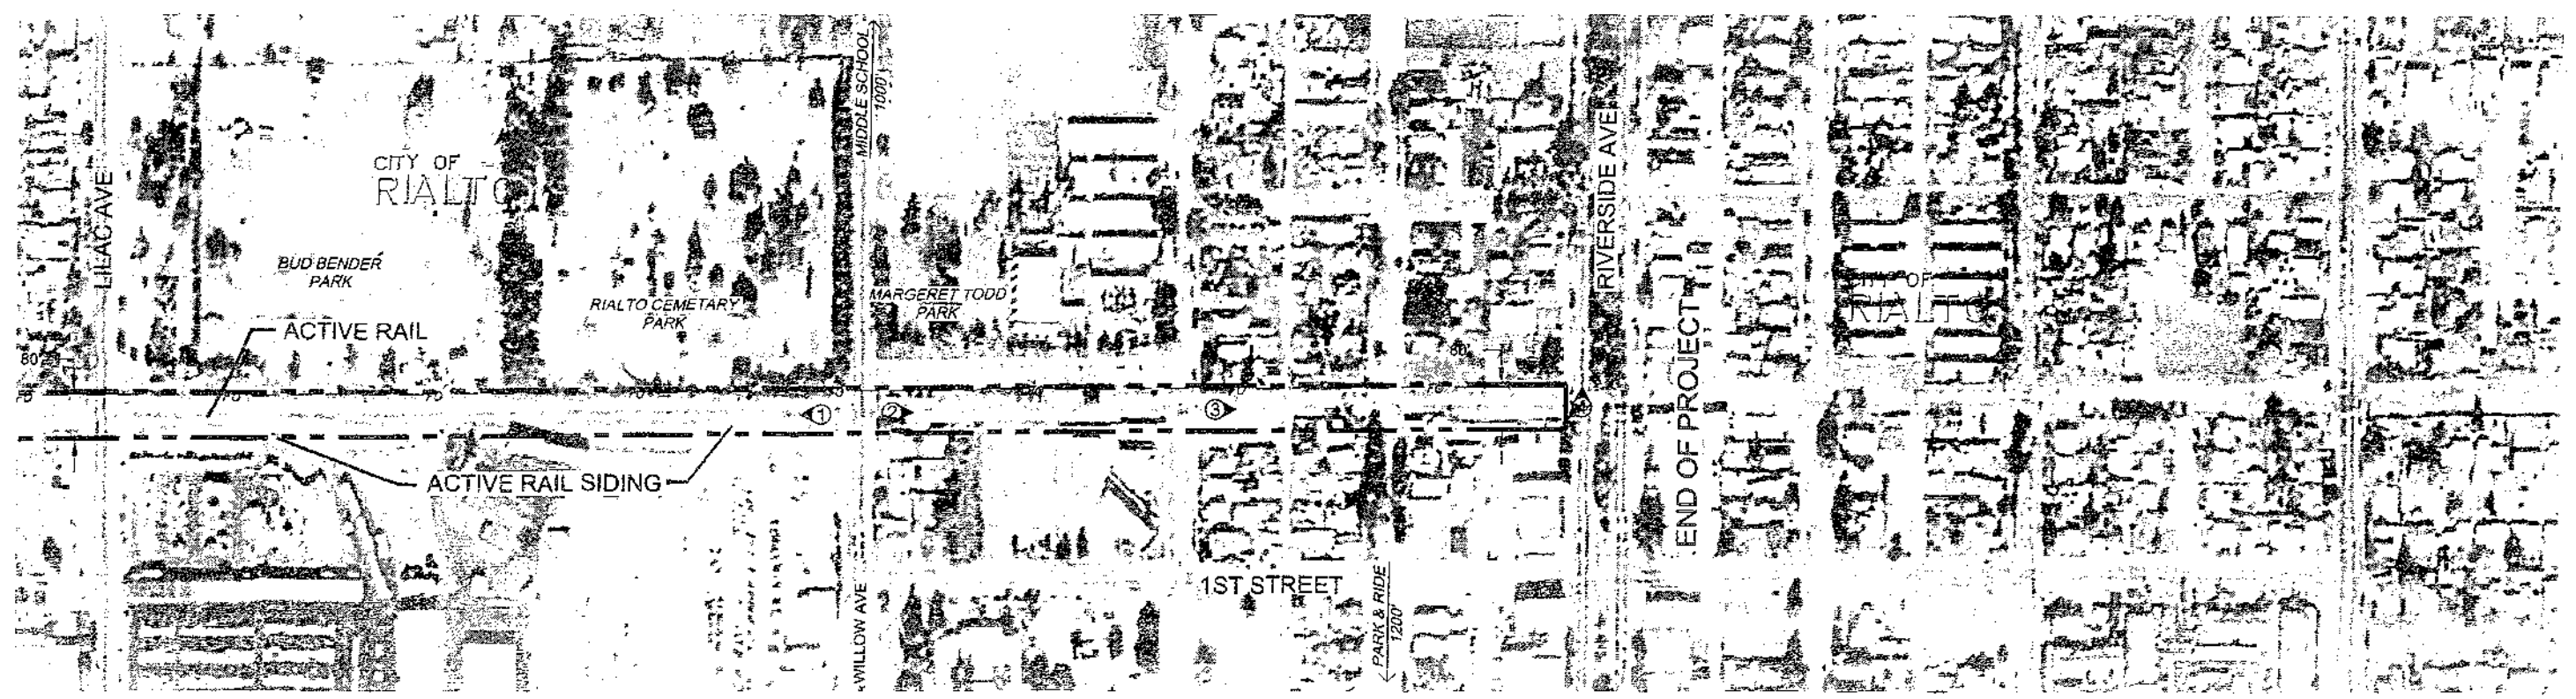 LILAC AVE
CITY OF
RIALTO
BUD BENDER
PARK
RIALTO CEMETARY
PARK
MIDDLE SCHOOL
1000'
MARGERET TODD
PARK
RIVERSIDE AVE
END OF PROJECT
CITY OF
RIALTO
ACTIVE RAIL
80'
1
2
3
ACTIVE RAIL SIDING
WILLOW AVE
1ST STREET
PARK & RIDE
1200'